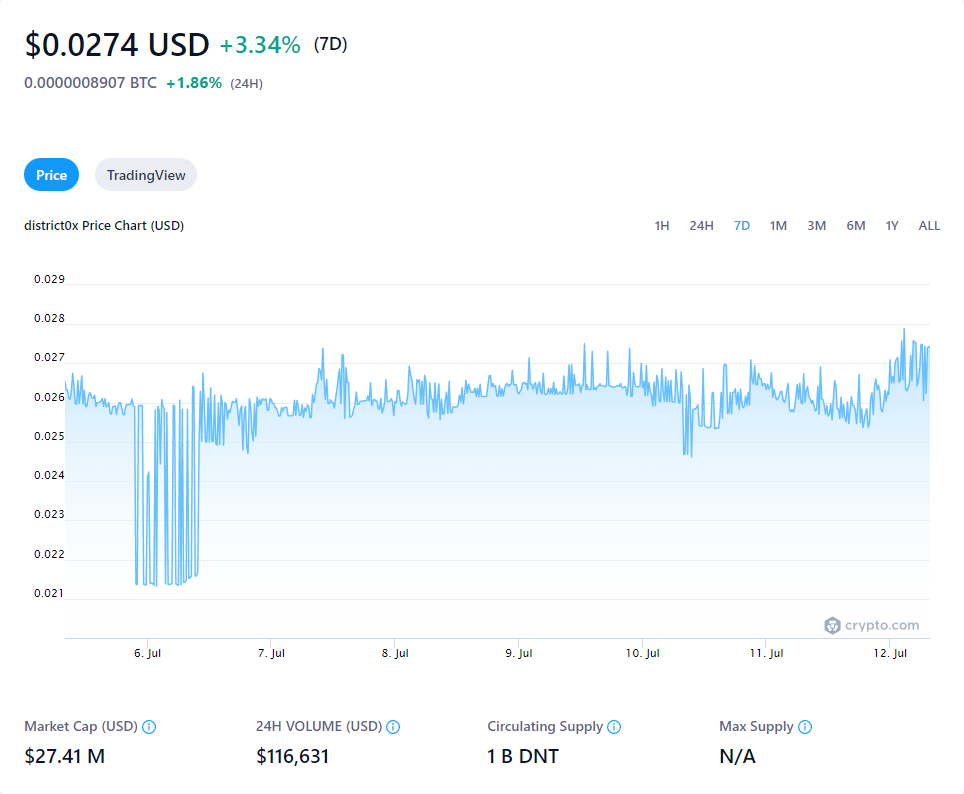 $0.0274 USD +3.34% (7D)
0.0000008907 BTC +1.86% (24H)
Price TradingView
district0x Price Chart (USD) 1H 24H 7D 1M 3M 6M 1Y ALL
0.029
0.028
0.027
0.026
0.025
0.024
0.023
0.022
0.021
crypto.com
6. Jul 7. Jul 8. Jul 9. Jul 10. Jul 11. Jul 12. Jul
Market Cap (USD) 24H VOLUME (USD) Circulating Supply Max Supply
$27.41 M $116,631 1 B DNT N/A